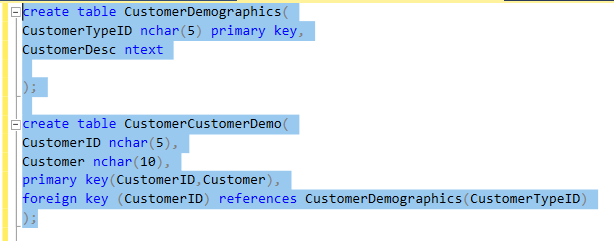 create table CustomerDemographics(
CustomerTypeID nchar(5) primary key,
CustomerDesc ntext
);
create table CustomerCustomerDemo(
CustomerID nchar(5),
Customer nchar(10),
primary key(CustomerID,Customer),
foreign key (CustomerID) references CustomerDemographics(CustomerTypeID)
);